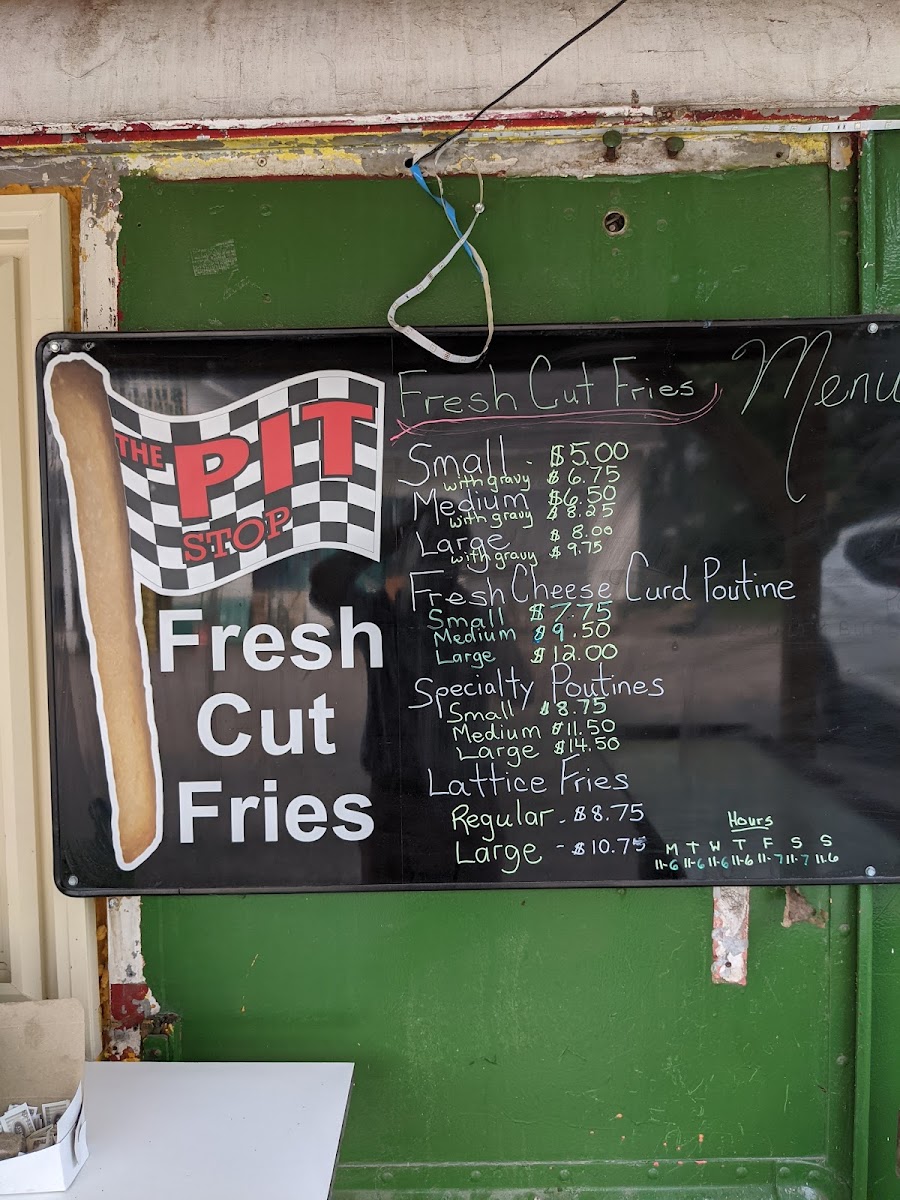 THE
PIT
STOP
Fresh
Cut
Fries
Fresh Cut Fries
Menu
Small $5.00
with gravy $6.75
Medium $6.50
with gravy $8.25
Large $8.00
with gravy $9.75
Fresh Cheese Curd Poutine
Small $7.75
Medium $9.50
Large $12.00
Specialty Poutines
Small $8.75
Medium $11.50
Large $14.50
Lattice Fries
Regular - $8.75
Large - $10.75
Hours
M T W T F S S
11-6 11-6 11-6 11-6 11-7 11-7 11-6